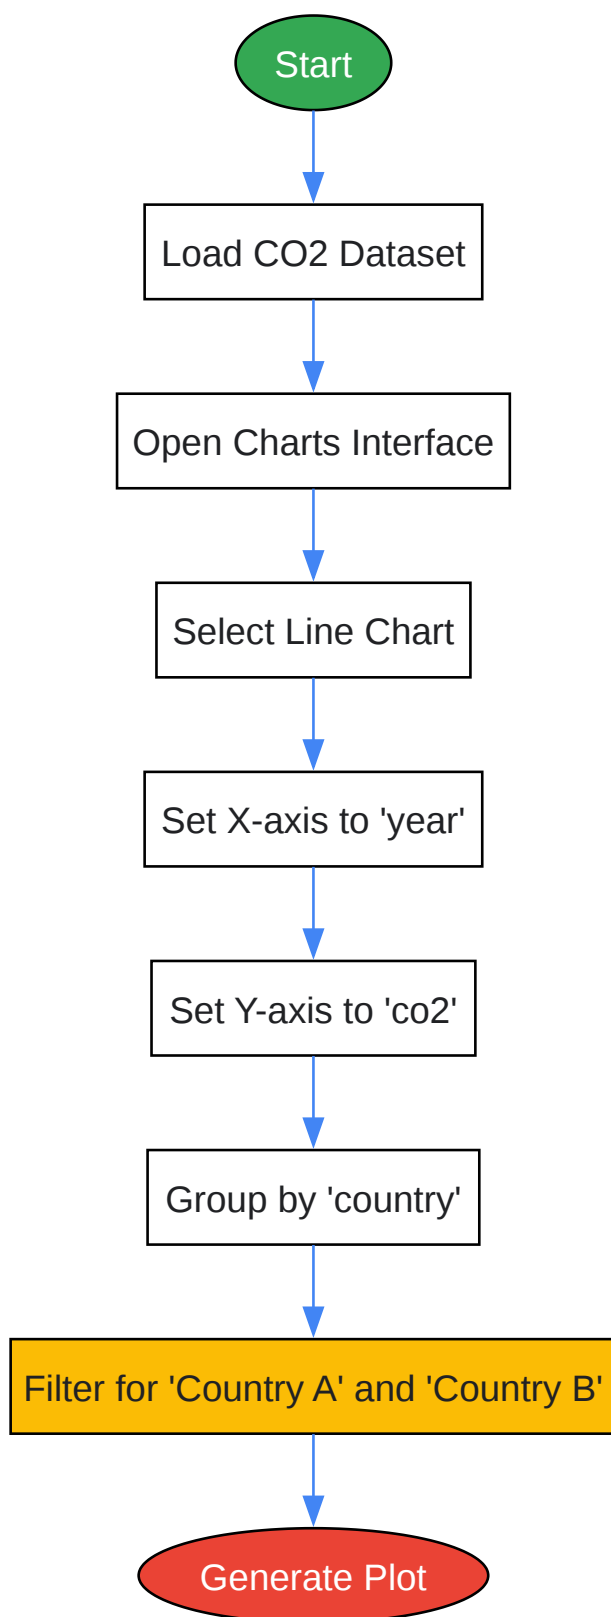 Start
Load CO2 Dataset
Open Charts Interface
Select Line Chart
Set X-axis to 'year'
Set Y-axis to 'co2'
Group by 'country'
Filter for 'Country A' and 'Country B'
Generate Plot